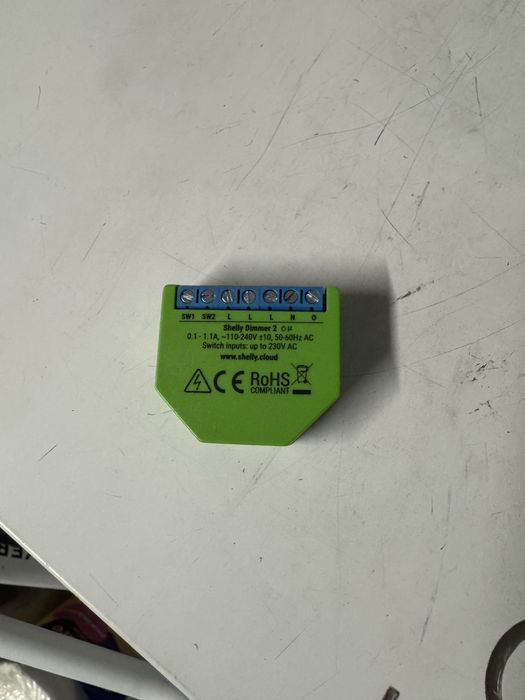 SW1 SW2 L L L N O
Shelly Dimmer 2
0.1 - 1.1A, ~110-240V ±10, 50-60Hz AC
Switch inputs: up to 230V AC
www.shelly.cloud
CE RoHS
COMPLIANT
KER